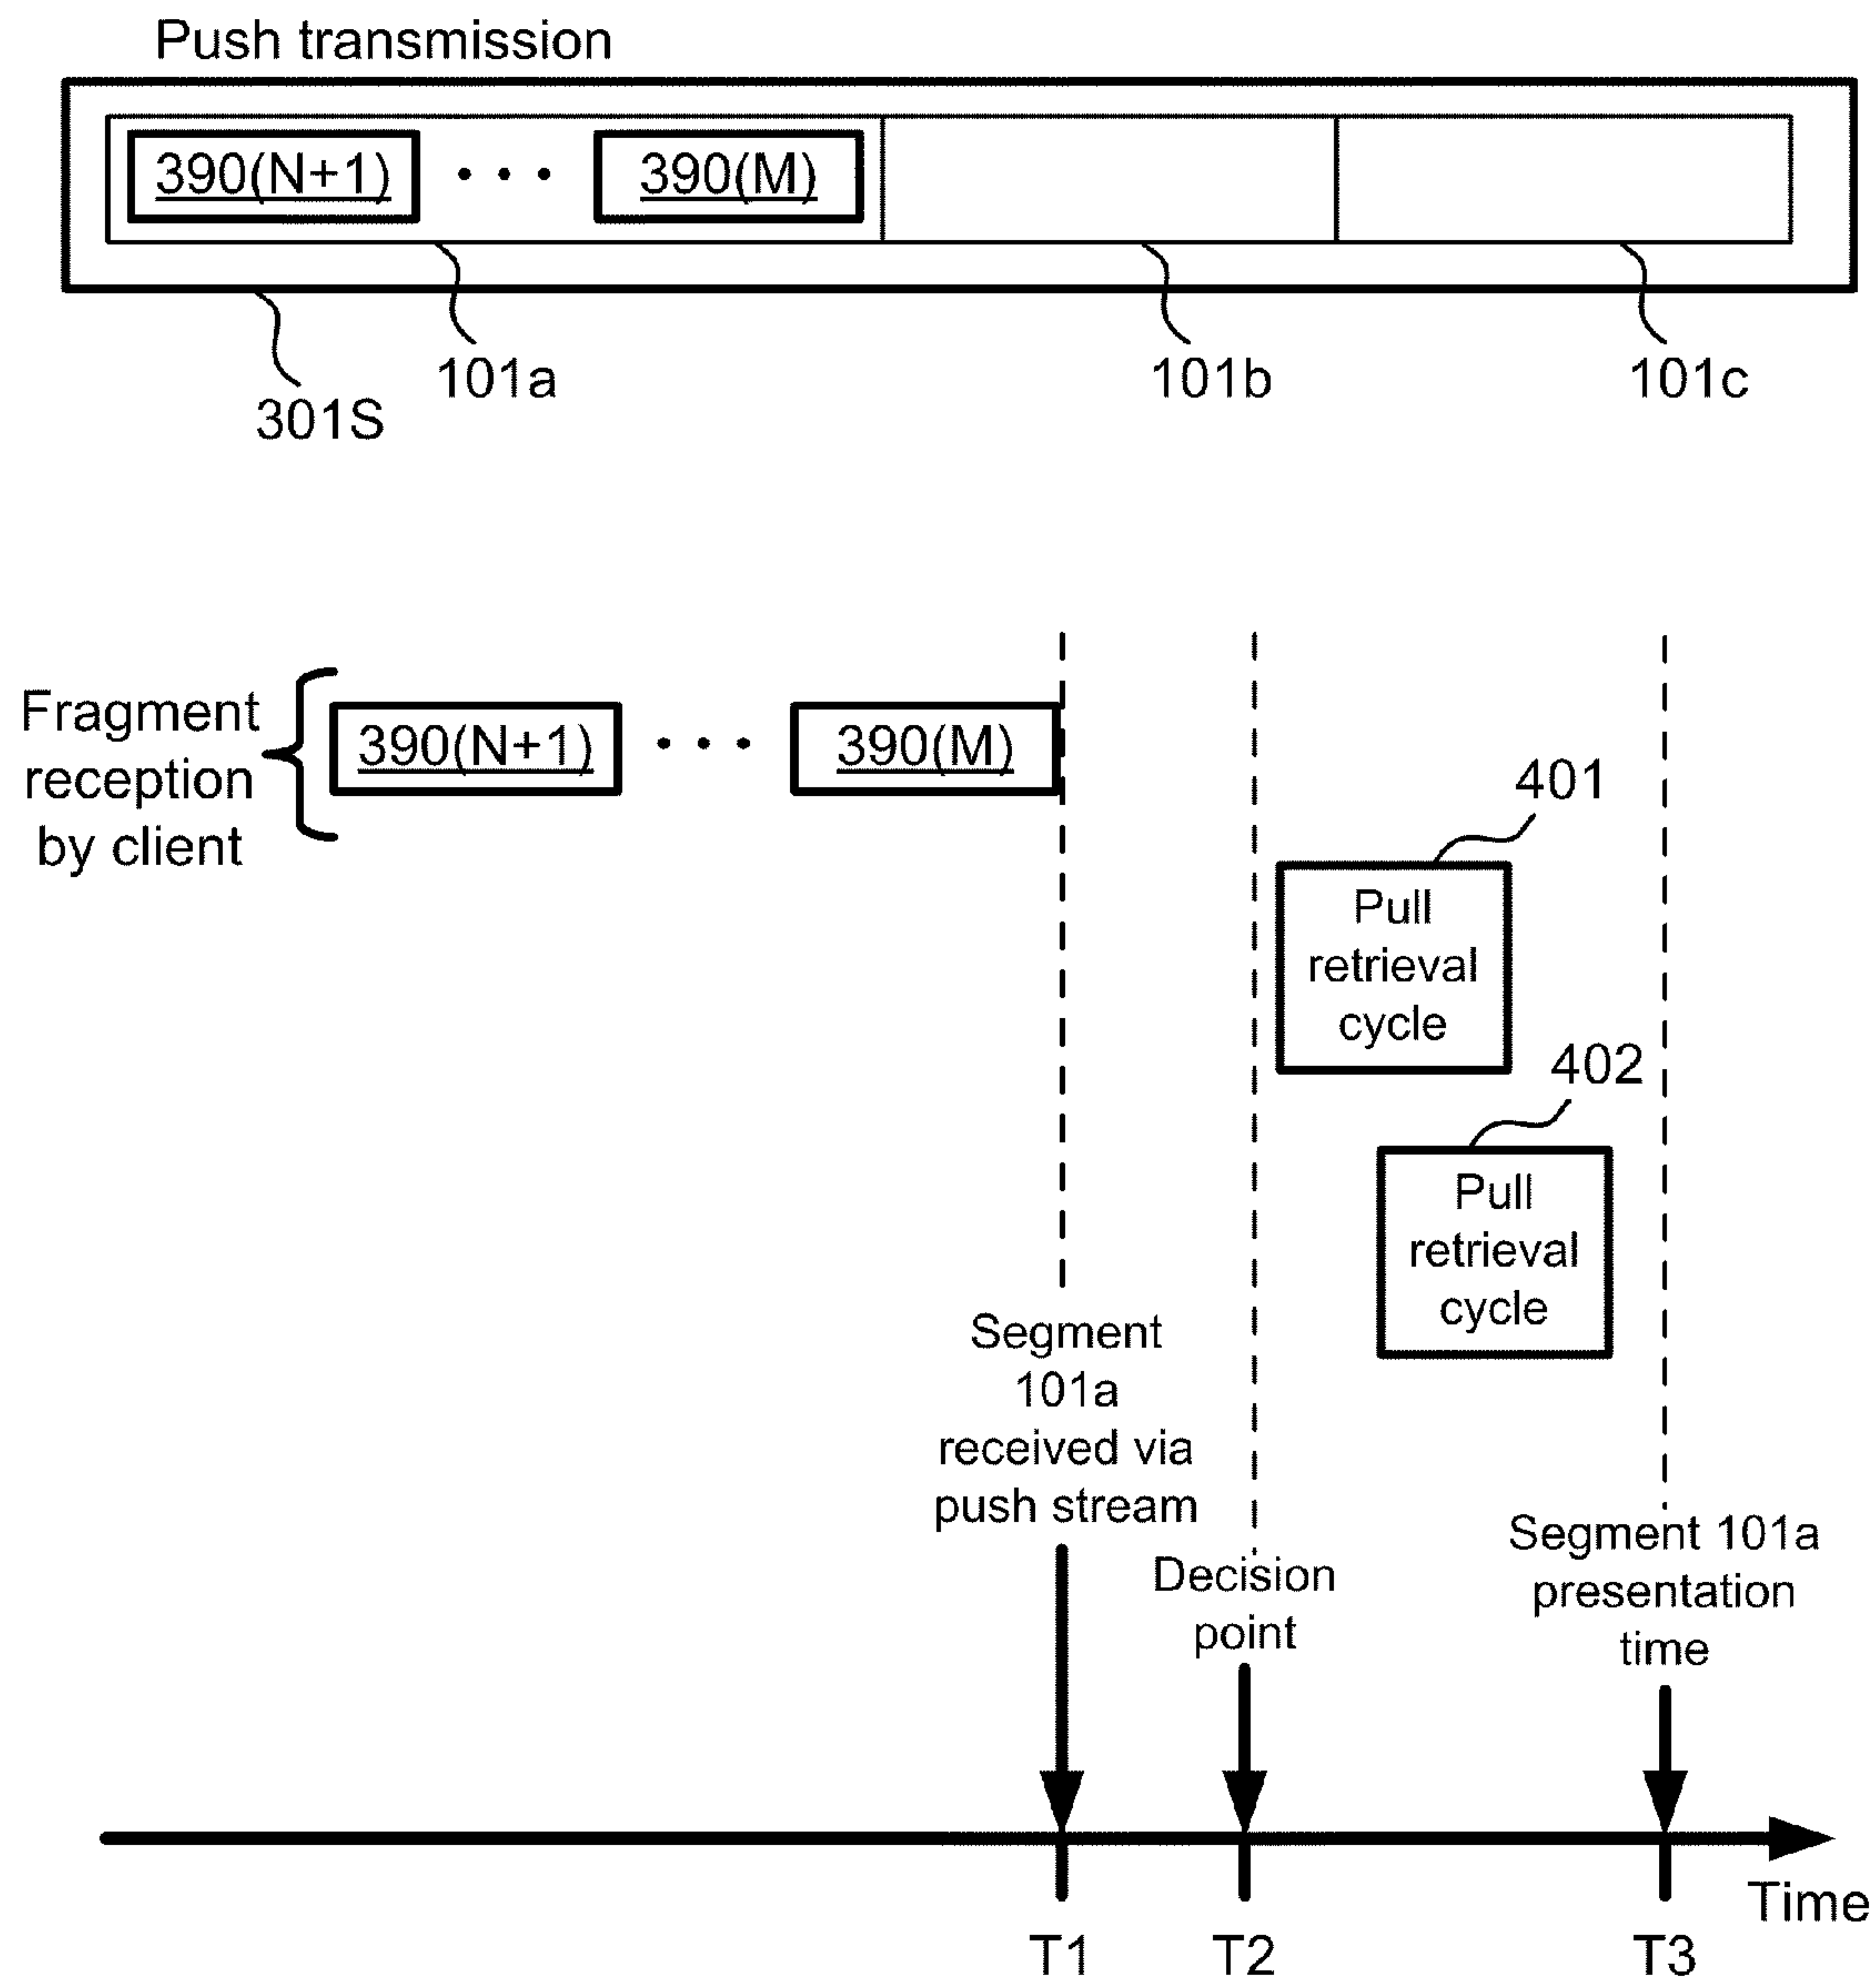 Push transmission
390(N+1) • • • 390(M)
101a
101b
101c
301S
Fragment
reception
by client
390(N+1) • • • 390(M)
401
Pull
retrieval
cycle
402
Pull
retrieval
cycle
Segment
101a
received via
push stream
Decision
point
Segment 101a
presentation
time
Time
T1
T2
T3